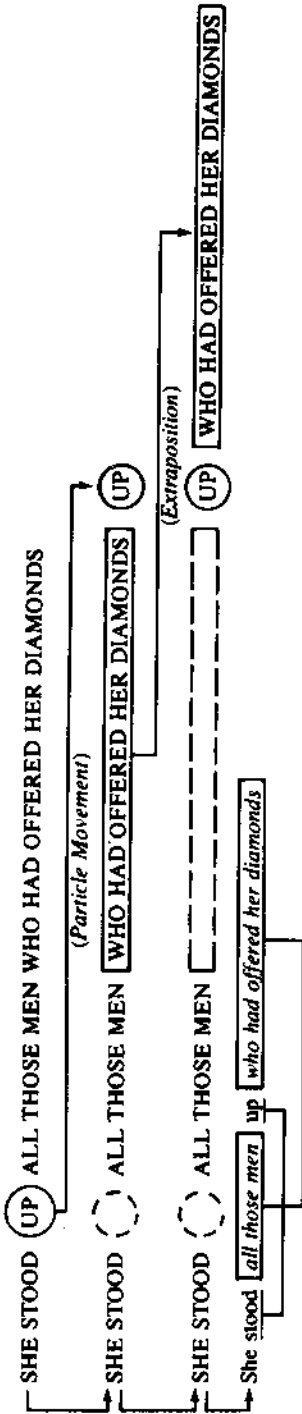 SHE STOOD UP ALL THOSE MEN WHO HAD OFFERED HER DIAMONDS
(Particle Movement)
SHE STOOD ALL THOSE MEN WHO HAD OFFERED HER DIAMONDS UP
(Extraposition)
SHE STOOD ALL THOSE MEN UP WHO HAD OFFERED HER DIAMONDS
She stood all those men up who had offered her diamonds